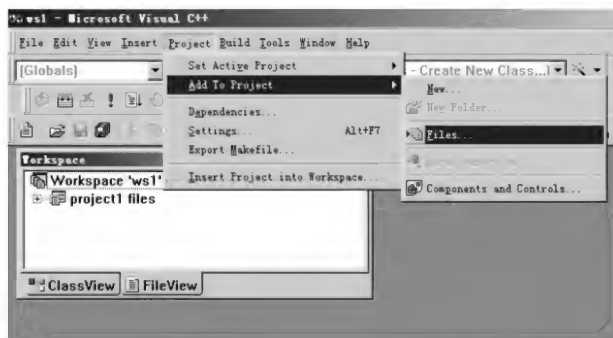 ws1 - Microsoft Visual C++
File Edit View Insert Project Build Tools Window Help
(Globals)
Set Active Project
Add To Project
Dependencies...
Settings... Alt+F7
Export Makefile...
Insert Project into Workspace...
- Create New Class...
New...
New Folder...
Files...
Components and Controls...
Workspace
Workspace 'ws1'
project1 files
ClassView FileView